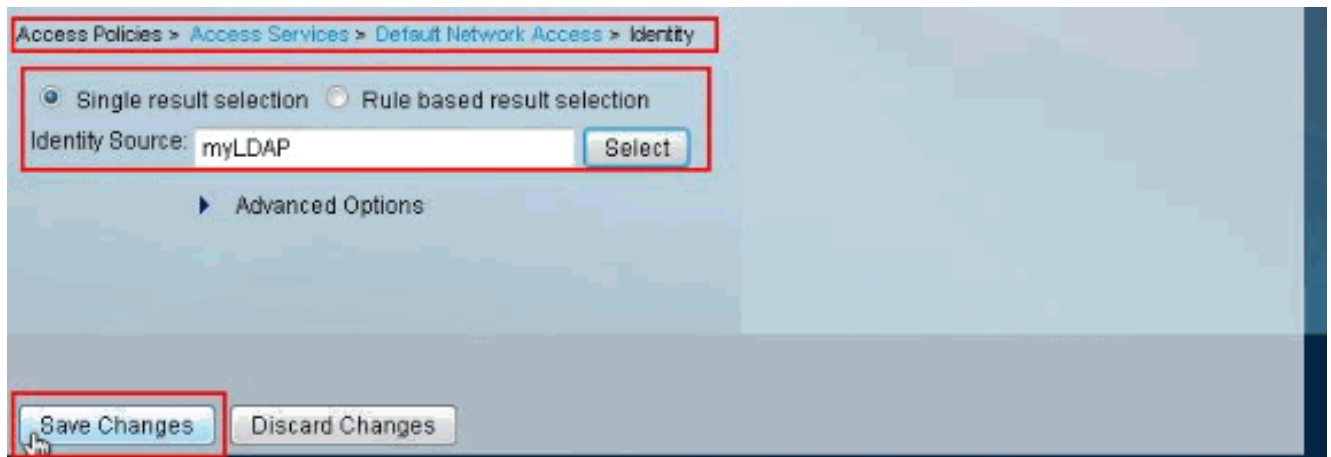 Access Policies > Access Services > Default Network Access > Identity
Single result selection Rule based result selection
Identity Source: myLDAP Select
Advanced Options
Save Changes Discard Changes